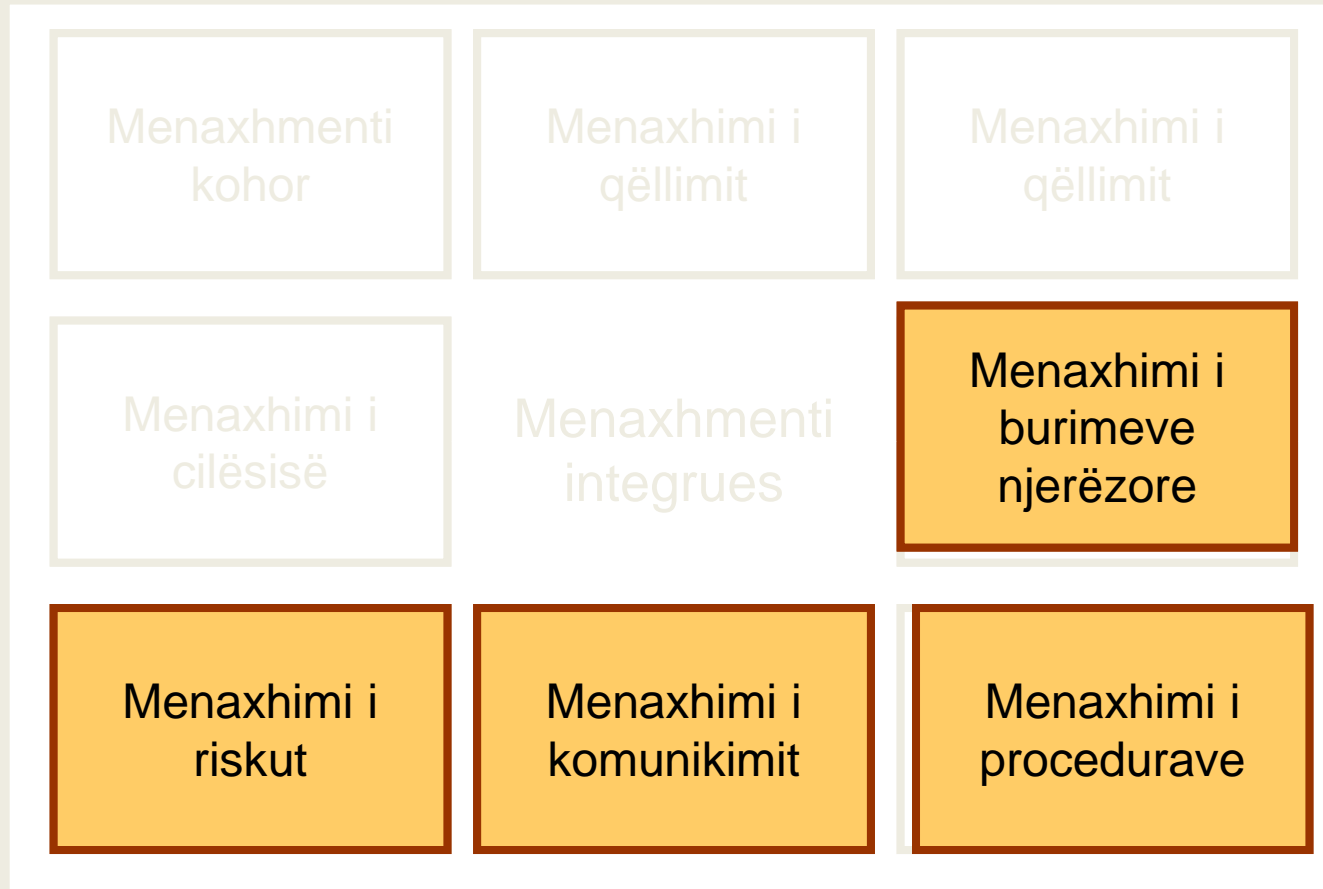 Menaxhmenti
kohor
Menaxhimi i
qëllimit
Menaxhimi i
qëllimit
Menaxhimi i
cilësisë
Menaxhmenti
integrues
Menaxhimi i
burimeve
njerëzore
Menaxhimi i
riskut
Menaxhimi i
komunikimit
Menaxhimi i
procedurave